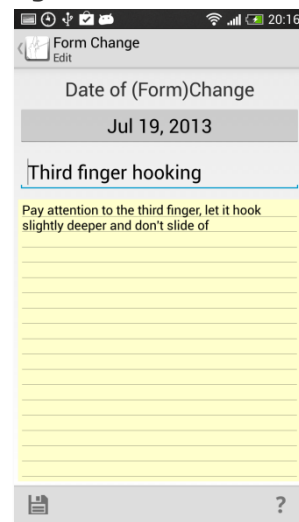 20:16
Form Change
Edit
Date of (Form)Change
Jul 19, 2013
Third finger hooking
Pay attention to the third finger, let it hook
slightly deeper and don't slide of
?